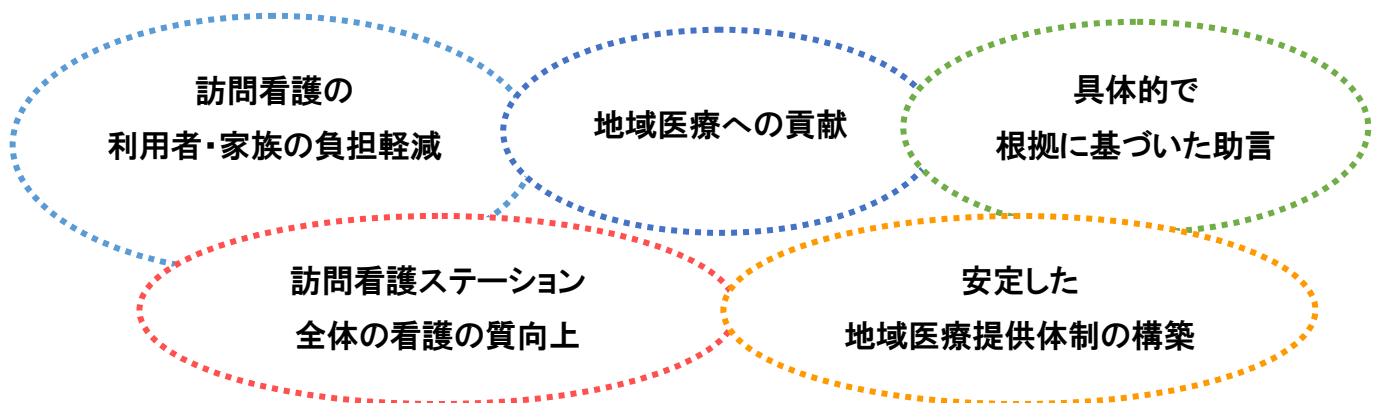 訪問看護の
利用者・家族の負担軽減
地域医療への貢献
具体的で
根拠に基づいた助言
訪問看護ステーション
全体の看護の質向上
安定した
地域医療提供体制の構築